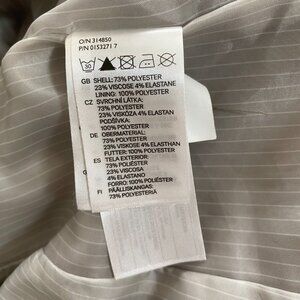 O/N 314850
P/N 0153271 7
30
GB SHELL: 73% POLYESTER
23% VISCOSE 4% ELASTANE
LINING: 100% POLYESTER
CZ SVRCHNÍ LÁTKA:
73% POLYESTER
23% VISKÓZA 4% ELASTAN
PODŠÍVKA:
100% POLYESTER
DE OBERMATERIAL:
73% POLYESTER
23% VISKOSE 4% ELASTHAN
FUTTER: 100% POLYESTER
ES TELA EXTERIOR:
73% POLIÉSTER
23% VISCOSA
4% ELASTANO
FORRO: 100% POLIÉSTER
FI PÄÄLLISKANGAS:
73% POLYESTERIA